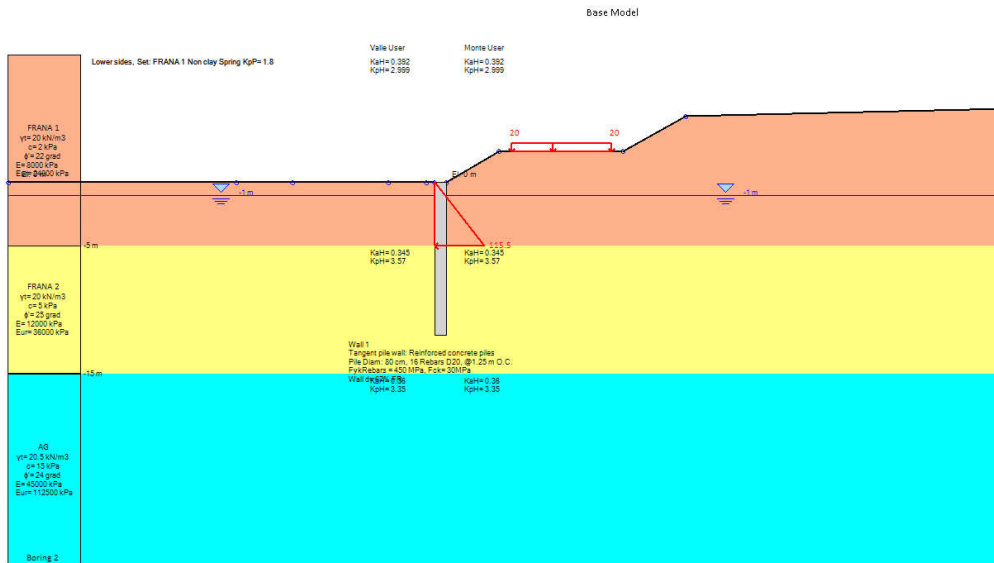 Base Model
Valle User
Monte User
KaH= 0.392
KpH= 2.999
KaH= 0.392
KpH= 2.999
Lower sides, Set: FRANA 1 Non clay Spring KpP= 1.8
FRANA 1
γt= 20 kN/m3
c= 2 kPa
ϕ'= 22 grad
E= 8000 kPa
20
20
El. 0 m
-1 m
-1 m
115.5
-5 m
KaH= 0.345
KpH= 3.57
KaH= 0.345
KpH= 3.57
FRANA 2
γt= 20 kN/m3
c= 5 kPa
ϕ'= 25 grad
E= 12000 kPa
Eur= 36000 kPa
Wall 1
Tangent pile wall: Reinforced concrete piles
Pile Diam: 80 cm, 16 Rebars D20, @1.25 m O.C.
FykRebars = 450 MPa, Fck= 30MPa
-15 m
KaH= 0.36
KpH= 3.35
KpH= 3.35
AG
γt= 20.5 kN/m3
c= 15 kPa
ϕ'= 24 grad
E= 45000 kPa
Eur= 112500 kPa
Boring 2